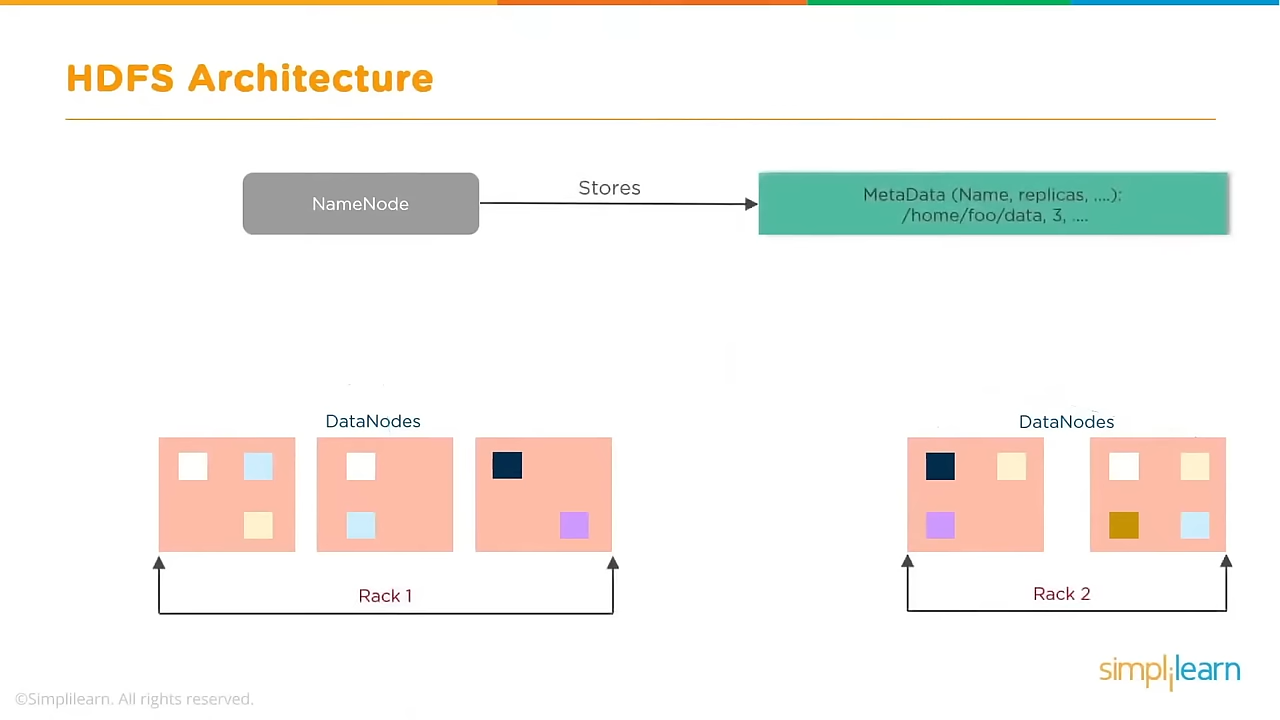 HDFS Architecture
NameNode
Stores
MetaData (Name, replicas, ....):
/home/foo/data, 3, ....
DataNodes
DataNodes
Rack 1
Rack 2
simplilearn
©Simplilearn. All rights reserved.